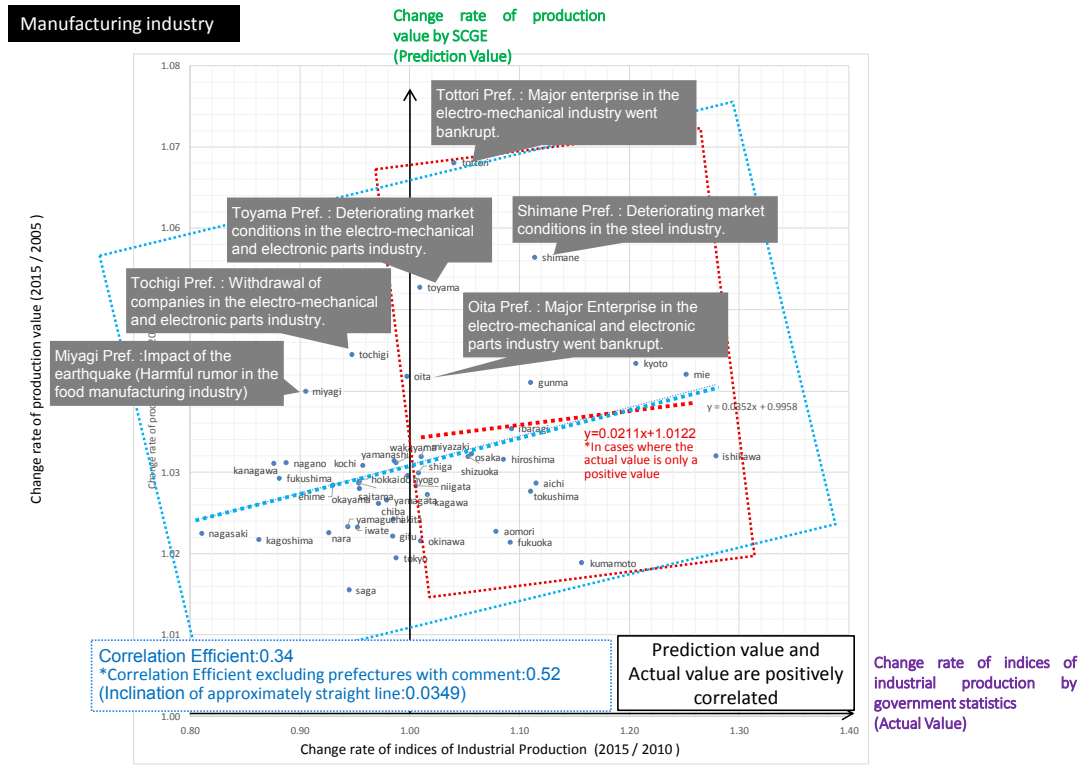 Manufacturing industry
Change rate of production
value by SCGE
(Prediction Value)
1.08
1.07
1.06
1.03
1.02
1.01
1.00
0.80
0.90
1.00
1.10
1.20
1.30
1.40
Change rate of production value (2015 / 2005)
Tottori Pref. : Major enterprise in the
electro-mechanical industry went
bankrupt.
tottori
Toyama Pref. : Deteriorating market
conditions in the electro-mechanical
and electronic parts industry.
Shimane Pref. : Deteriorating market
conditions in the steel industry.
shimane
toyama
Tochigi Pref. : Withdrawal of
companies in the electro-mechanical
and electronic parts industry.
Oita Pref. : Major Enterprise in the
electro-mechanical and electronic
parts industry went bankrupt.
Miyagi Pref. :Impact of the
earthquake (Harmful rumor in the
food manufacturing industry)
tochigi
miyagi
oita
gunma
kyoto
mie
y = 0.0352x + 0.9958
ibaragi
y=0.0211x+1.0122
*In cases where the
actual value is only a
positive value
ishikawa
wakayama
miyazaki
yamanashi
osaka
hiroshima
kanagawa
nagano
kochi
shiga
shizuoka
fukushima
hokkaido
hyogo
niigata
aichi
ehime
okayama
saitama
yamagata
kagawa
tokushima
chiba
yamaguchi
akita
iwate
nagasaki
kagoshima
nara
gifu
okinawa
aomori
fukuoka
tokyo
kumamoto
saga
Correlation Efficient:0.34
*Correlation Efficient excluding prefectures with comment:0.52
(Inclination of approximately straight line:0.0349)
Prediction value and
Actual value are positively
correlated
Change rate of indices of
industrial production by
government statistics
(Actual Value)
Change rate of indices of Industrial Production (2015 / 2010 )